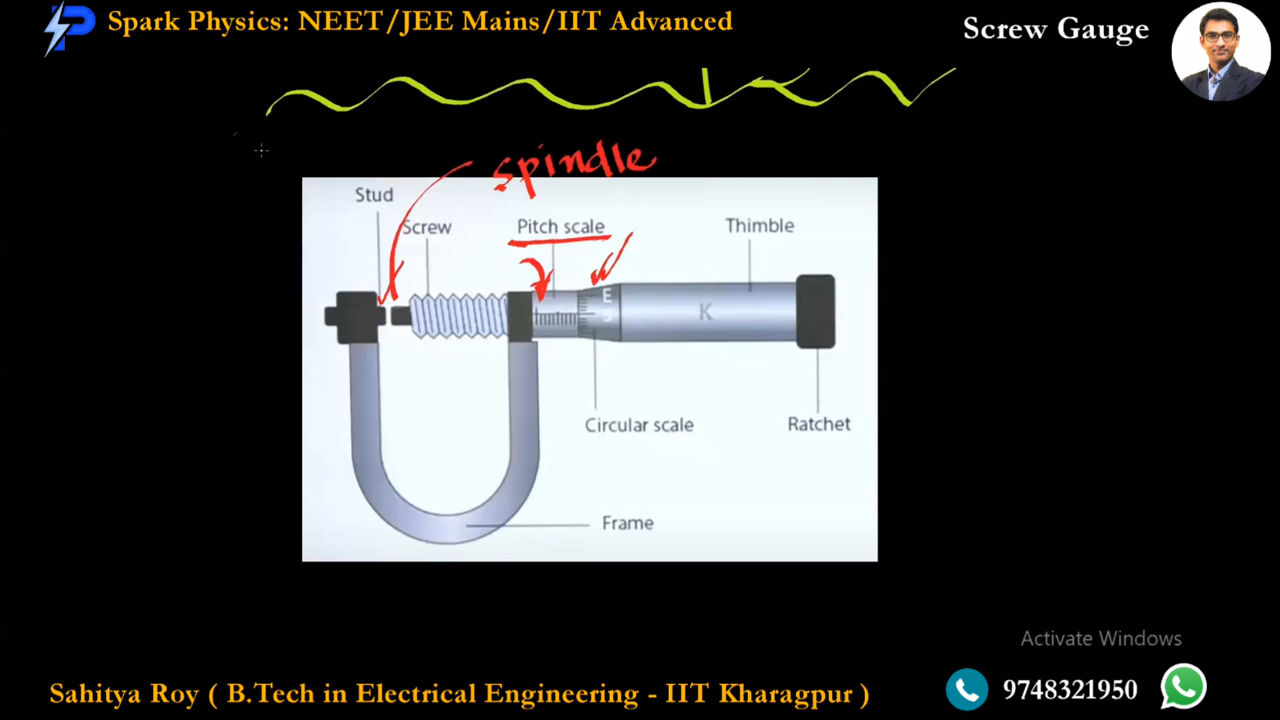 Spark Physics: NEET/JEE Mains/IIT Advanced
Screw Gauge
spindle
Stud
Screw
Pitch scale
Thimble
K
Circular scale
Ratchet
Frame
Activate Windows
Sahitya Roy ( B.Tech in Electrical Engineering - IIT Kharagpur )
9748321950